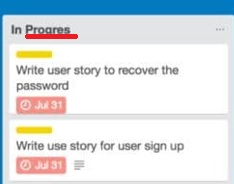 In Progres
Write user story to recover the
password
Jul 31
Write use story for user sign up
Jul 31